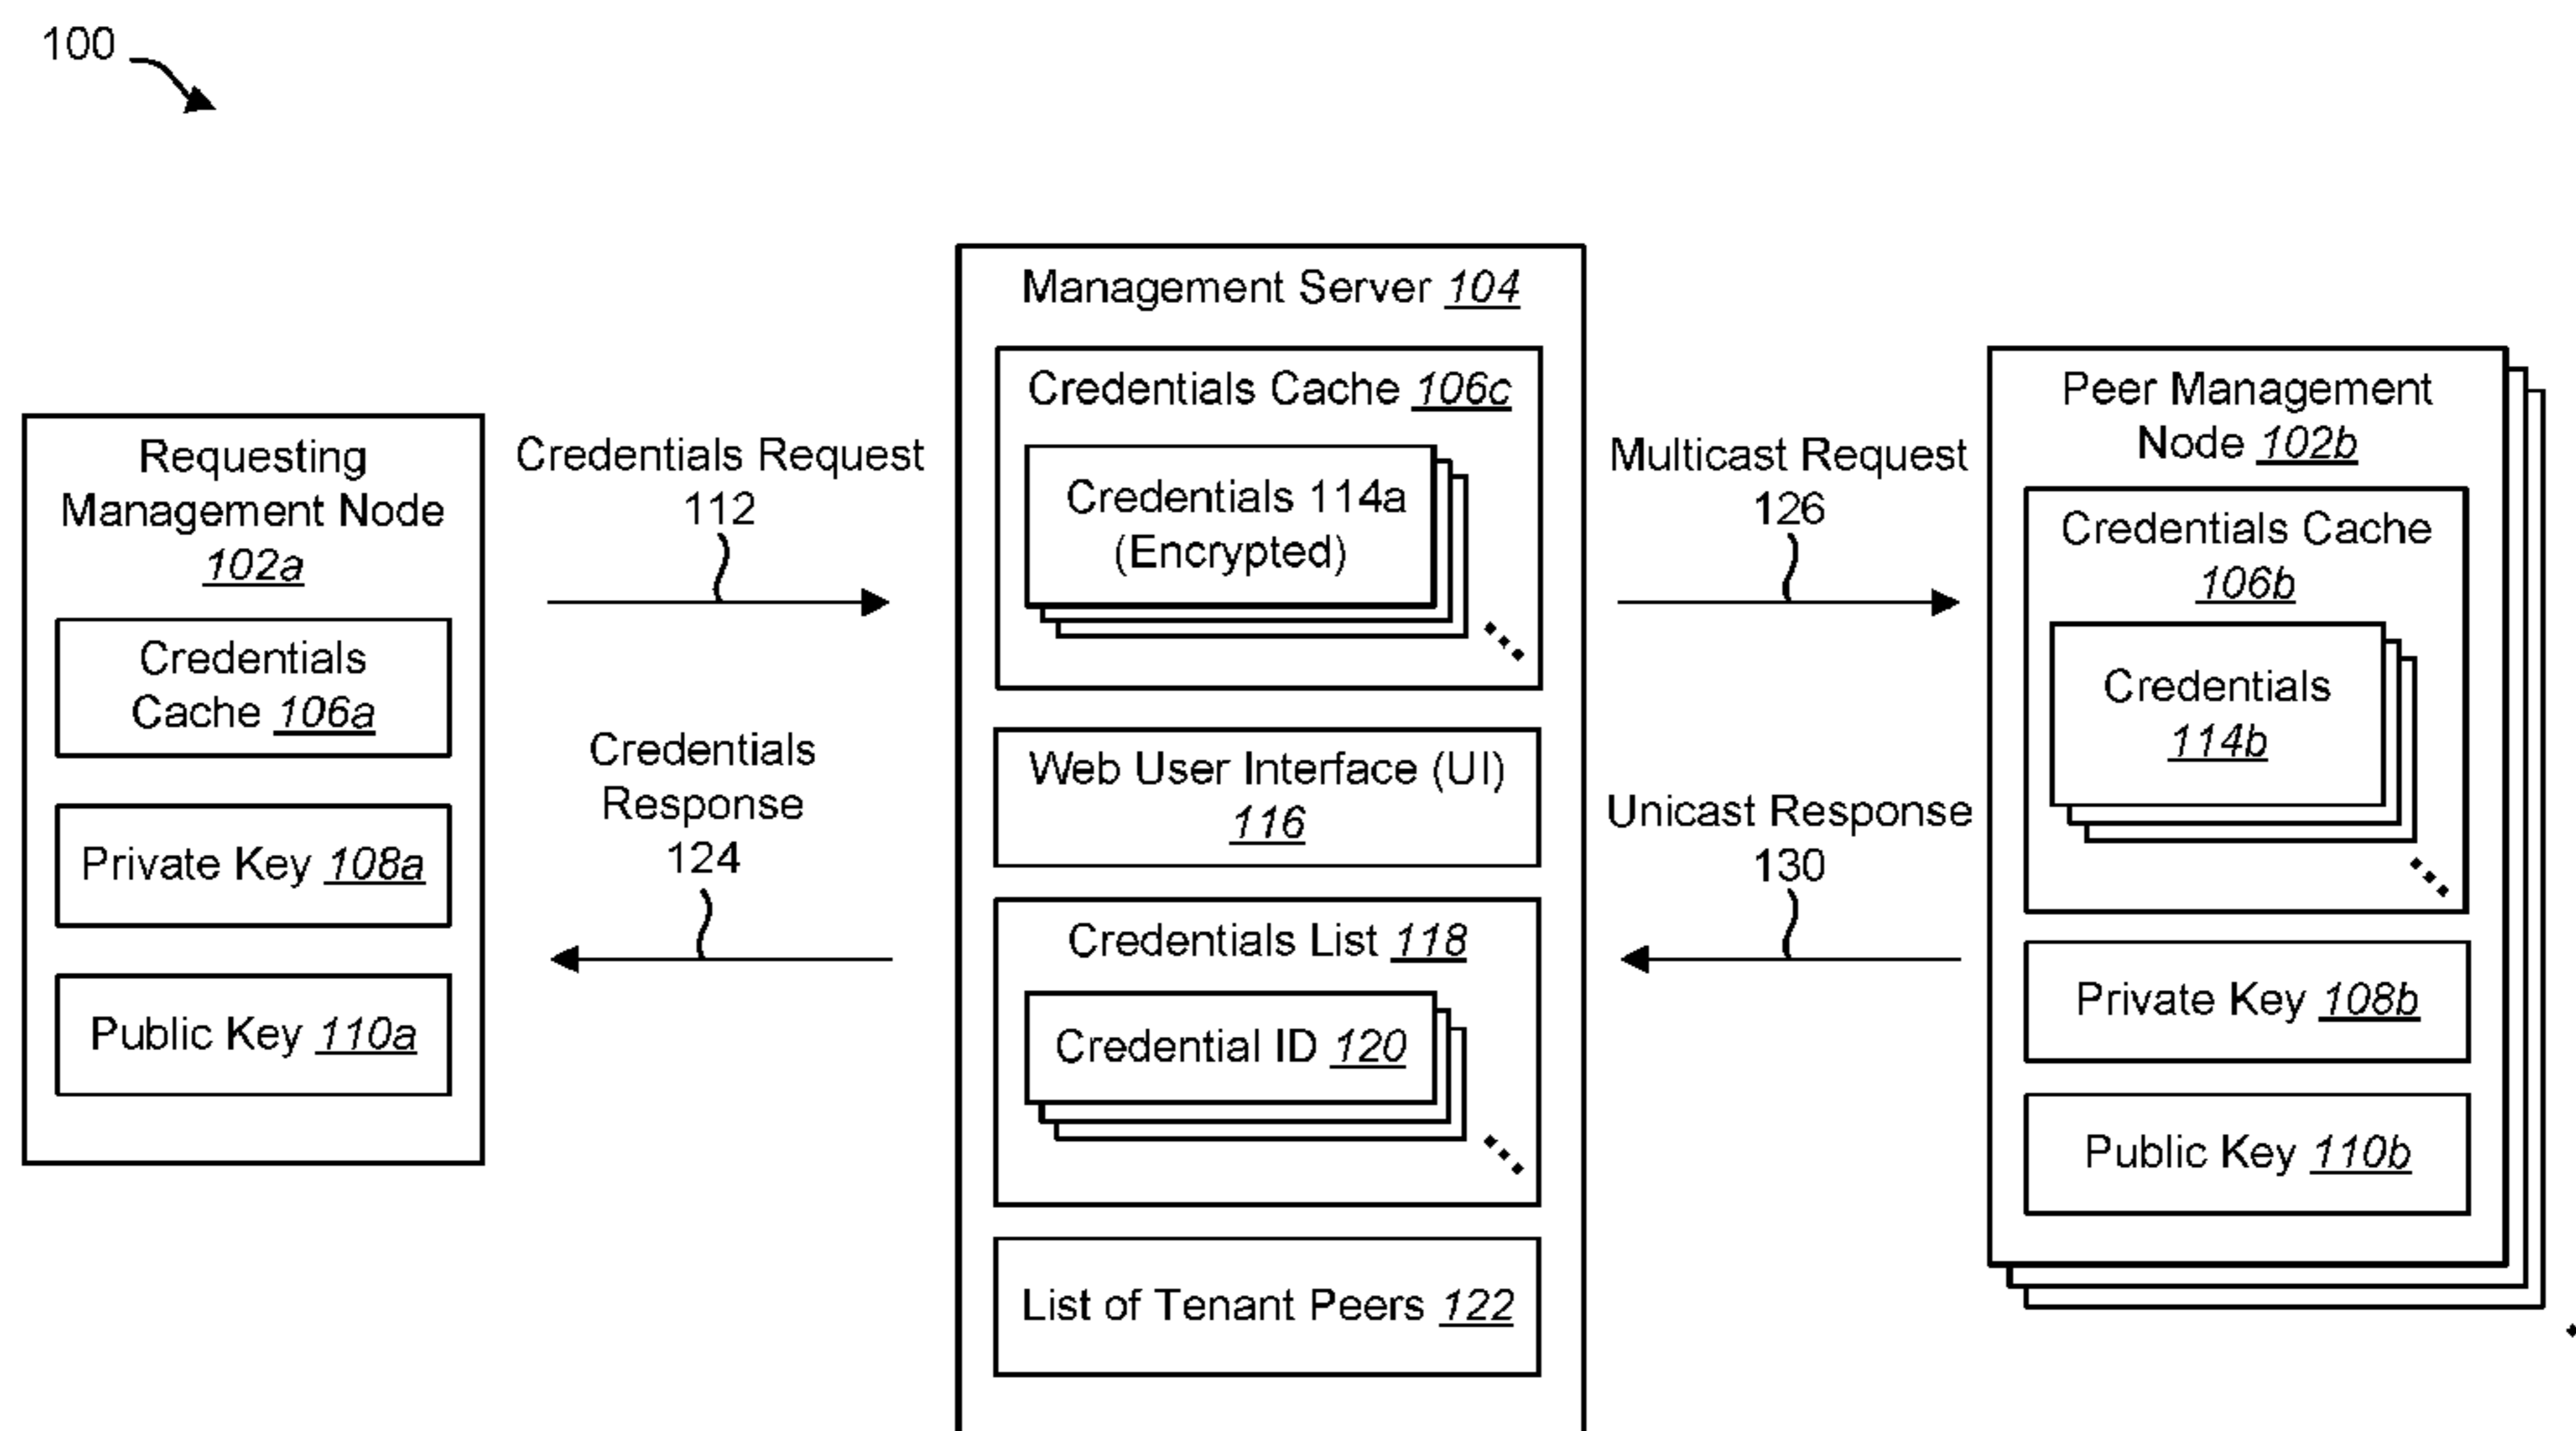 100
Requesting
Management Node
102a
Credentials
Cache 106a
Private Key 108a
Public Key 110a
Credentials Request
112
Credentials
Response
124
Management Server 104
Credentials Cache 106c
Credentials 114a
(Encrypted)
Web User Interface (UI)
116
Credentials List 118
Credential ID 120
List of Tenant Peers 122
Multicast Request
126
Unicast Response
130
Peer Management
Node 102b
Credentials Cache
106b
Credentials
114b
Private Key 108b
Public Key 110b